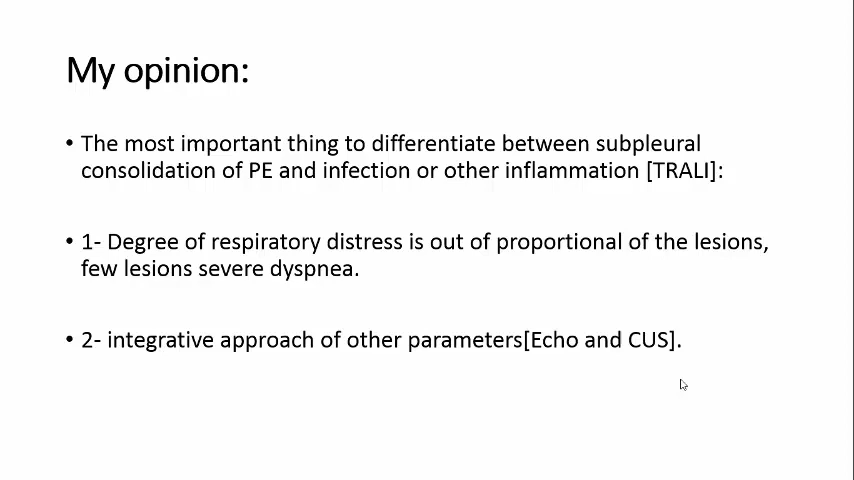 My opinion:
• The most important thing to differentiate between subpleural
consolidation of PE and infection or other inflammation [TRALI]:
• 1- Degree of respiratory distress is out of proportional of the lesions,
few lesions severe dyspnea.
• 2- integrative approach of other parameters[Echo and CUS].